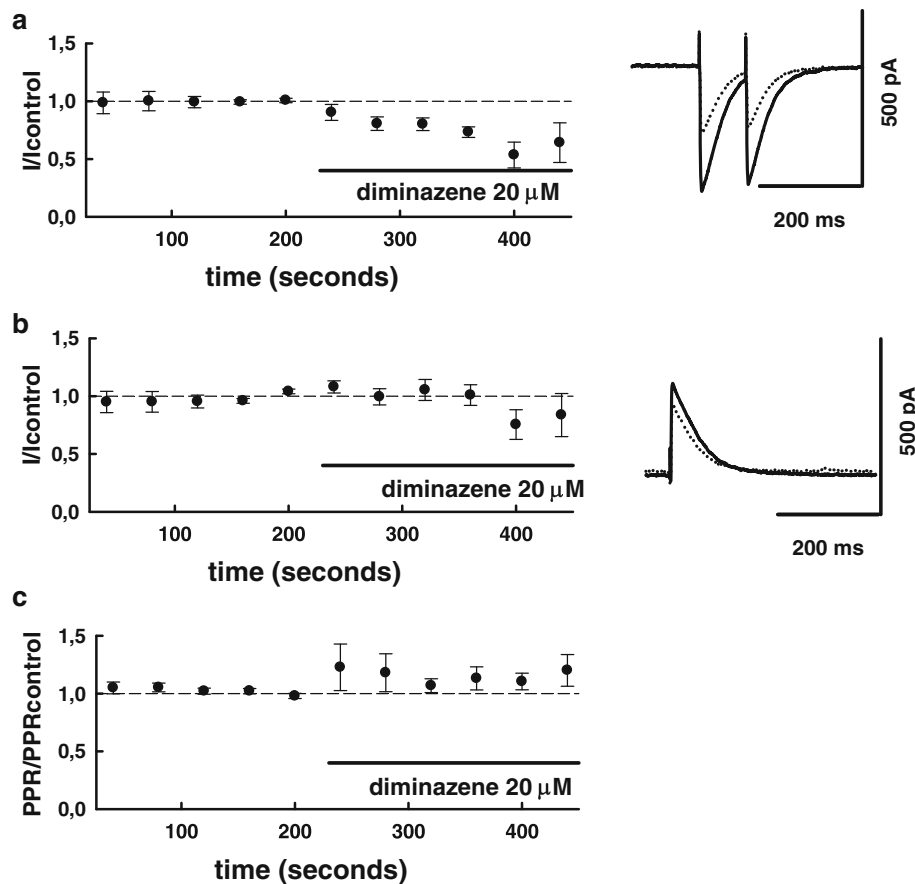 a
I/Icontrol
1,5
1,0
0,5
0,0
diminazene 20 μM
100
200
300
400
time (seconds)
500 pA
200 ms
b
I/Icontrol
1,5
1,0
0,5
0,0
diminazene 20 μM
100
200
300
400
time (seconds)
500 pA
200 ms
c
PPR/PPRcontrol
1,5
1,0
0,5
0,0
diminazene 20 μM
100
200
300
400
time (seconds)